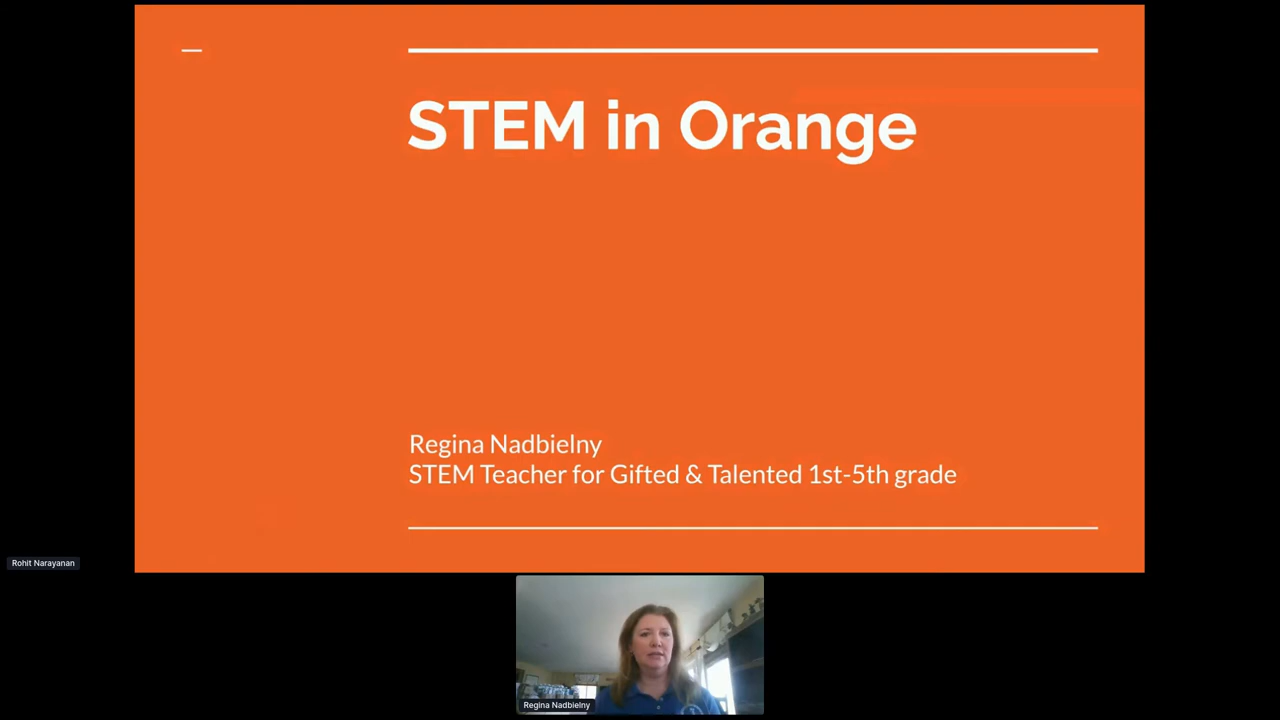 STEM in Orange
Regina Nadbielny
STEM Teacher for Gifted & Talented 1st-5th grade
Rohit Narayanan
Regina Nadbielny